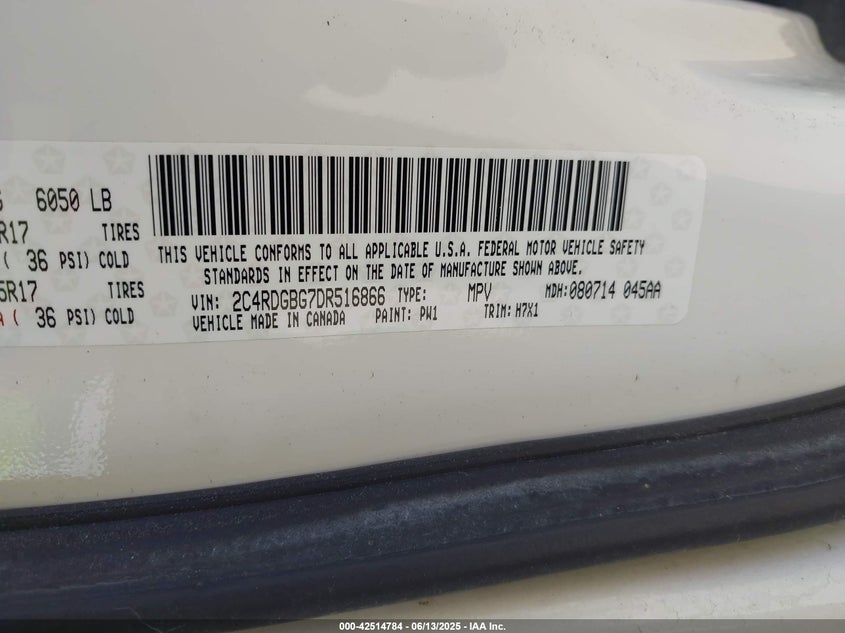 6050 LB
R17 TIRES
( 36 PSI) COLD
5R17 TIRES
( 36 PSI) COLD
THIS VEHICLE CONFORMS TO ALL APPLICABLE U.S.A. FEDERAL MOTOR VEHICLE SAFETY
STANDARDS IN EFFECT ON THE DATE OF MANUFACTURE SHOWN ABOVE.
VIN: 2C4RDGBG7DR516866 TYPE: MPV MDH:080714 045AA
VEHICLE MADE IN CANADA PAINT: PW1 TRIM: H7X1
000-42514784 - 06/13/2025 - IAA Inc.